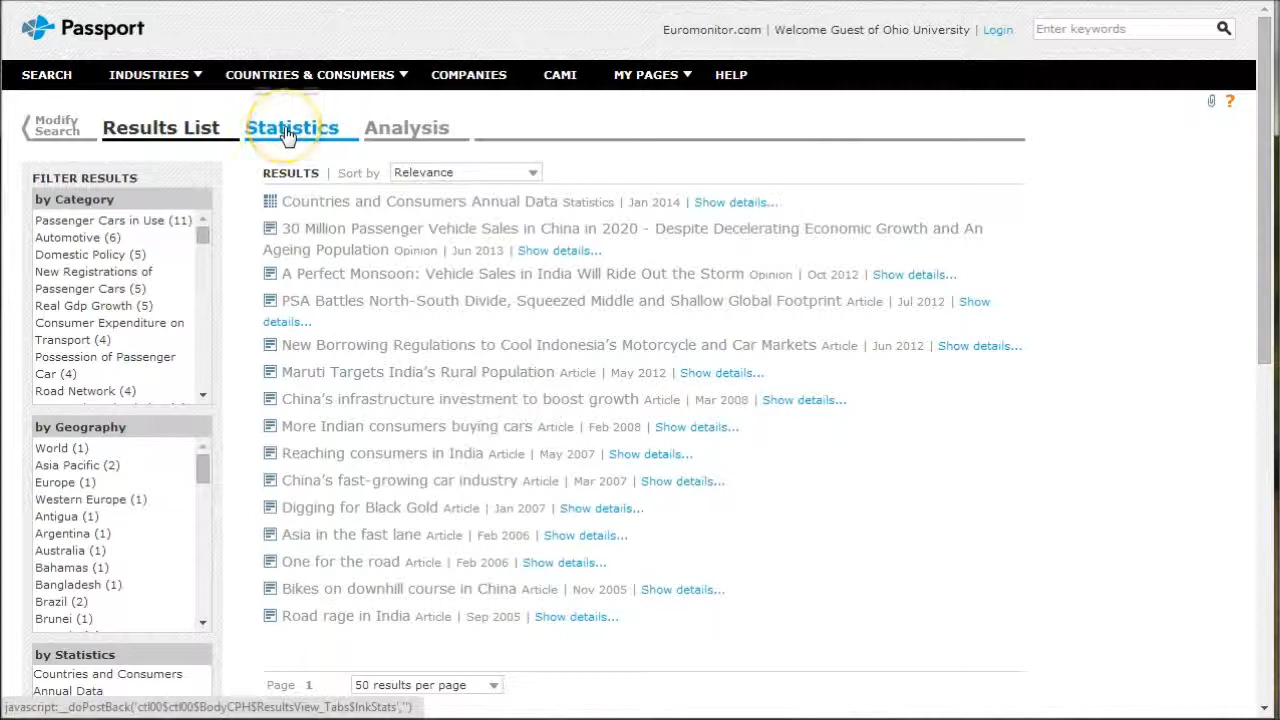 Passport
Euromonitor.com | Welcome Guest of Ohio University | Login
Enter keywords
SEARCH INDUSTRIES COUNTRIES & CONSUMERS COMPANIES CAMI MY PAGES HELP
Modify Search
Results List Statistics Analysis
?
FILTER RESULTS
by Category
Passenger Cars in Use (11)
Automotive (6)
Domestic Policy (5)
New Registrations of
Passenger Cars (5)
Real Gdp Growth (5)
Consumer Expenditure on
Transport (4)
Possession of Passenger
Car (4)
Road Network (4)
by Geography
World (1)
Asia Pacific (2)
Europe (1)
Western Europe (1)
Antigua (1)
Argentina (1)
Australia (1)
Bahamas (1)
Bangladesh (1)
Brazil (2)
Brunei (1)
by Statistics
Countries and Consumers
Annual Data
RESULTS | Sort by Relevance
Countries and Consumers Annual Data Statistics | Jan 2014 | Show details...
30 Million Passenger Vehicle Sales in China in 2020 - Despite Decelerating Economic Growth and An
Ageing Population Opinion | Jun 2013 | Show details...
A Perfect Monsoon: Vehicle Sales in India Will Ride Out the Storm Opinion | Oct 2012 | Show details...
PSA Battles North-South Divide, Squeezed Middle and Shallow Global Footprint Article | Jul 2012 | Show
details...
New Borrowing Regulations to Cool Indonesia's Motorcycle and Car Markets Article | Jun 2012 | Show details...
Maruti Targets India's Rural Population Article | May 2012 | Show details...
China's infrastructure investment to boost growth Article | Mar 2008 | Show details...
More Indian consumers buying cars Article | Feb 2008 | Show details...
Reaching consumers in India Article | May 2007 | Show details...
China's fast-growing car industry Article | Mar 2007 | Show details...
Digging for Black Gold Article | Jan 2007 | Show details...
Asia in the fast lane Article | Feb 2006 | Show details...
One for the road Article | Feb 2006 | Show details...
Bikes on downhill course in China Article | Nov 2005 | Show details...
Road rage in India Article | Sep 2005 | Show details...
Page 1 50 results per page
javascript:__doPostBack('ctl00$ctl00$BodyCPH$ResultsView_Tabs$lnkStats','')